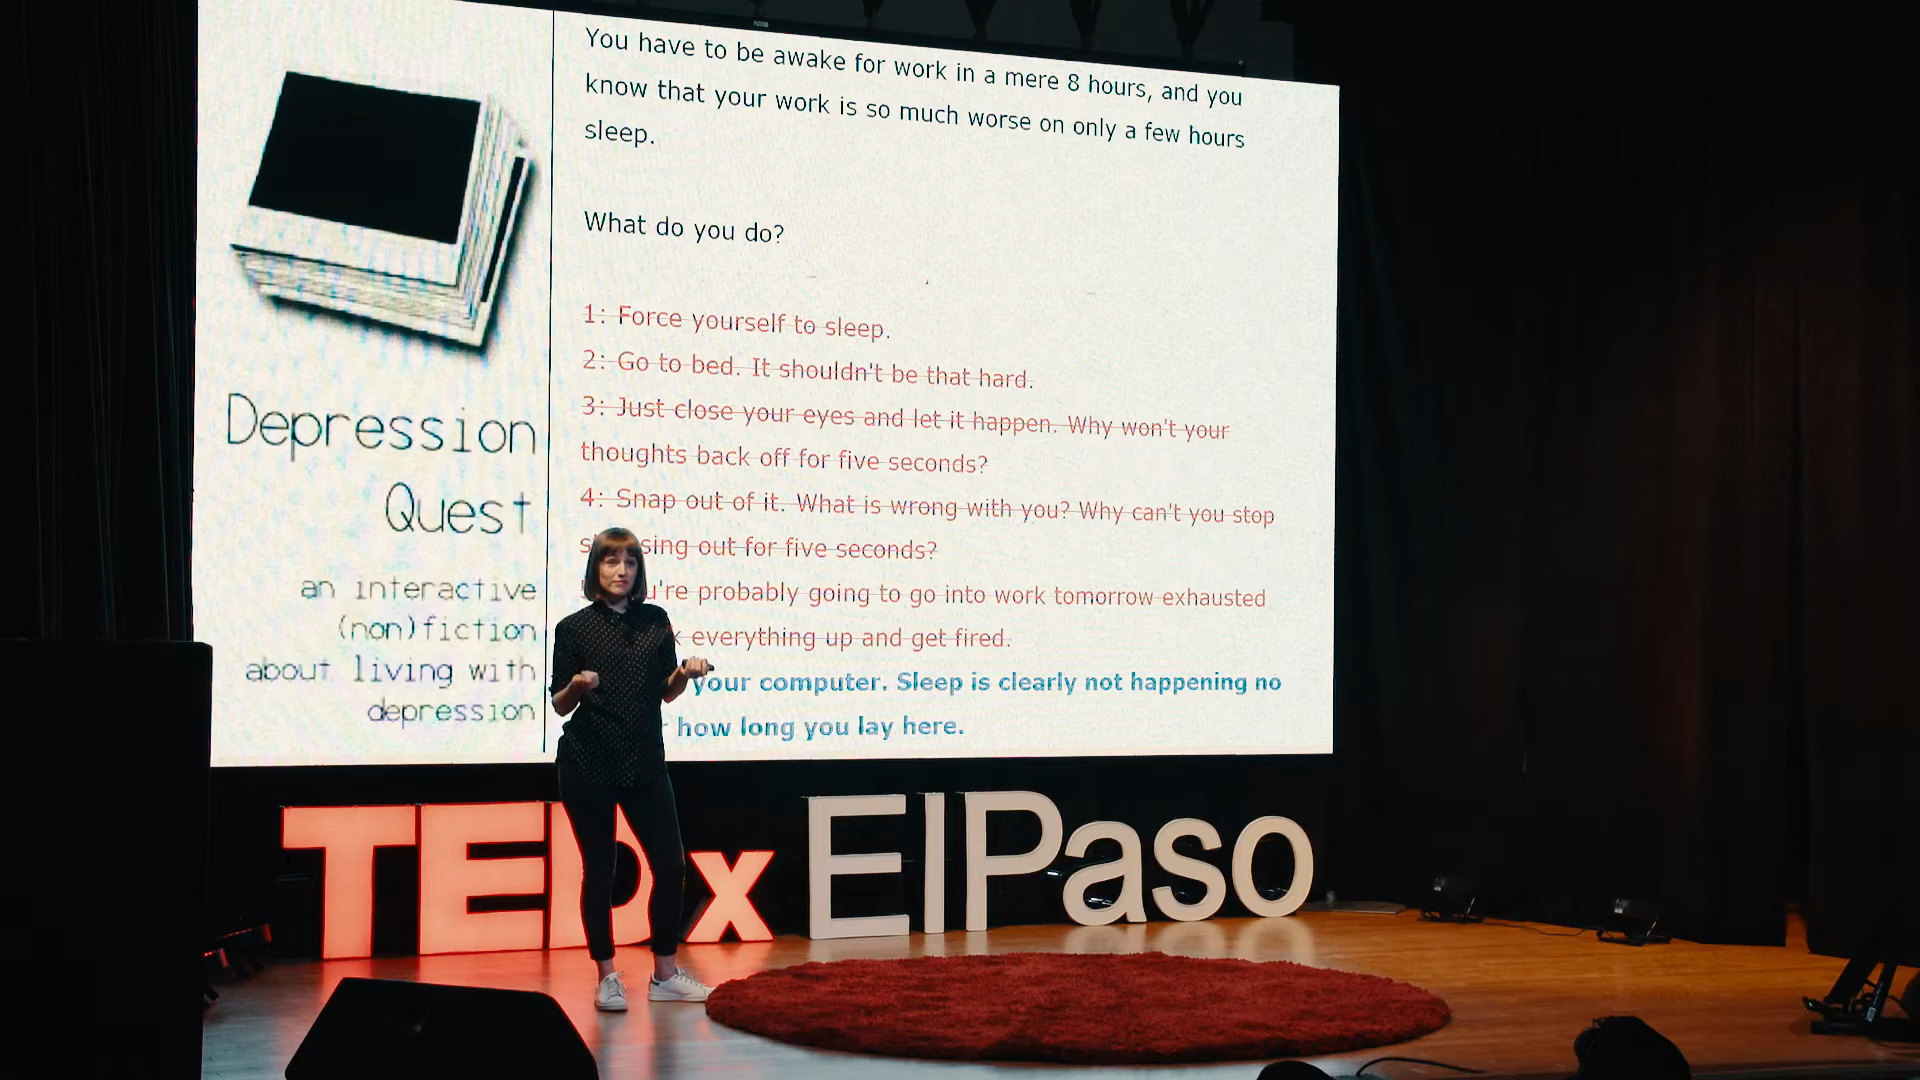 You have to be awake for work in a mere 8 hours, and you
know that your work is so much worse on only a few hours
sleep.
What do you do?
1: Force yourself to sleep.
2: Go to bed. It shouldn't be that hard.
3: Just close your eyes and let it happen. Why won't your
thoughts back off for five seconds?
4: Snap out of it. What is wrong with you? Why can't you stop
out for five seconds?
probably going to go into work tomorrow exhausted
everything up and get fired.
your computer. Sleep is clearly not happening no
how long you lay here.
Depression
Quest
an interactive
(non)fiction
about living with
depression
TEDx ElPaso